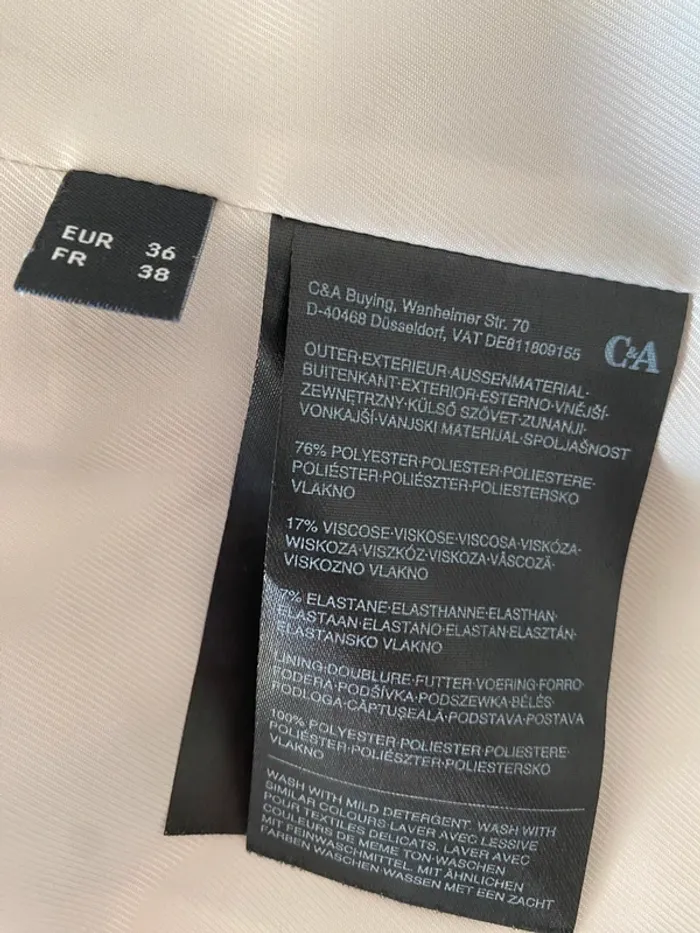 EUR 36
FR 38
C&A Buying, Wanheimer Str. 70
D-40468 Düsseldorf, VAT DE811809155
C&A
OUTER·EXTERIEUR·AUSSENMATERIAL·
BUITENKANT·EXTERIOR·ESTERNO·VNĚJŠÍ·
ZEWNĘTRZNY·KÜLSŐ SZÖVET·ZUNANJI·
VONKAJŠÍ·VANJSKI MATERIJAL·SPOLJAŠNOST
76% POLYESTER·POLIESTER·POLIESTERE·
POLIÉSTER·POLIÉSZTER·POLIESTERSKO
VLAKNO
17% VISCOSE·VISKOSE·VISCOSA·VISKÓZA·
WISKOZA·VISZKÓZ·VISKOZA·VÂSCOZĂ·
VISKOZNO VLAKNO
7% ELASTANE·ELASTHANNE·ELASTHAN·
ELASTAAN·ELASTANO·ELASTAN·ELASZTÁN·
ELASTANSKO VLAKNO
LINING·DOUBLURE·FUTTER·VOERING·FORRO·
FODERA·PODŠÍVKA·PODSZEWKA·BÉLÉS·
PODLOGA·CĂPTUŞEALĂ·PODSTAVA·POSTAVA
100% POLYESTER·POLIESTER·POLIESTERE·
POLIÉSTER·POLIÉSZTER·POLIESTERSKO
VLAKNO
WASH WITH MILD DETERGENT. WASH WITH
SIMILAR COLOURS·LAVER AVEC LESSIVE
POUR TEXTILES DELICATS. LAVER AVEC
COULEURS DE MEME TON·WASCHEN
MIT FEINWASCHMITTEL. MIT ÄHNLICHEN
FARBEN WASCHEN·WASSEN MET EEN ZACHT